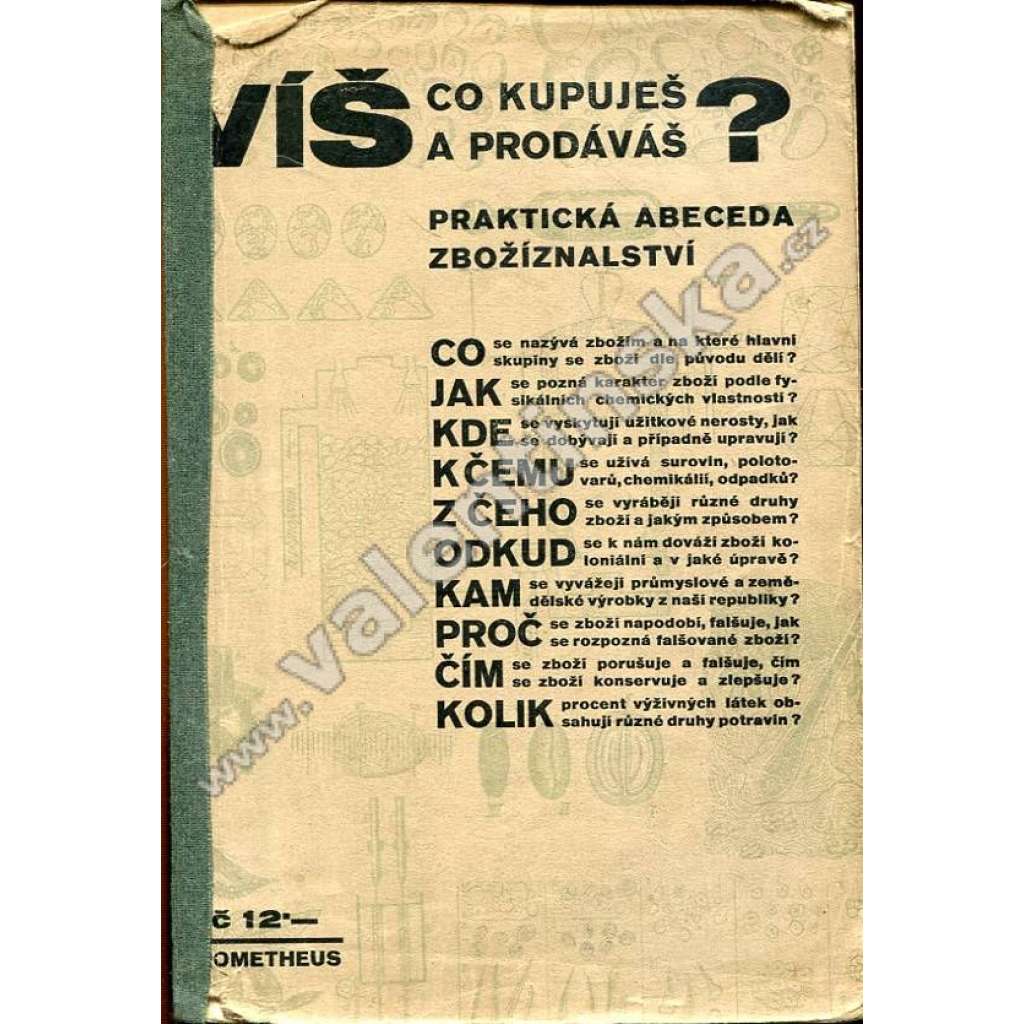 VÍŠ CO KUPUJEŠ
A PRODÁVÁŠ ?
PRAKTICKÁ ABECEDA
ZBOŽÍZNALSTVÍ
CO se nazývá zbožím a na které hlavní
skupiny se zboží dle původu dělí?
JAK se pozná karakter zboží podle fy-
sikálních chemických vlastností?
KDE se vyskytují užitkové nerosty, jak
se dobývají a případně upravují?
K ČEMU se užívá surovin, poloto-
varů, chemikálií, odpadků?
Z ČEHO se vyrábějí různé druhy
zboží a jakým způsobem?
ODKUD se k nám dováží zboží ko-
loniální a v jaké úpravě?
KAM se vyvážejí průmyslové a země-
dělské výrobky z naší republiky?
PROČ se zboží napodobí, falšuje, jak
se rozpozná falšované zboží?
ČÍM se zboží porušuje a falšuje, čím
se zboží konservuje a zlepšuje?
KOLIK procent výživných látek ob-
sahují různé druhy potravin?
č 12·—
OMETHEUS
www.valentinska.cz